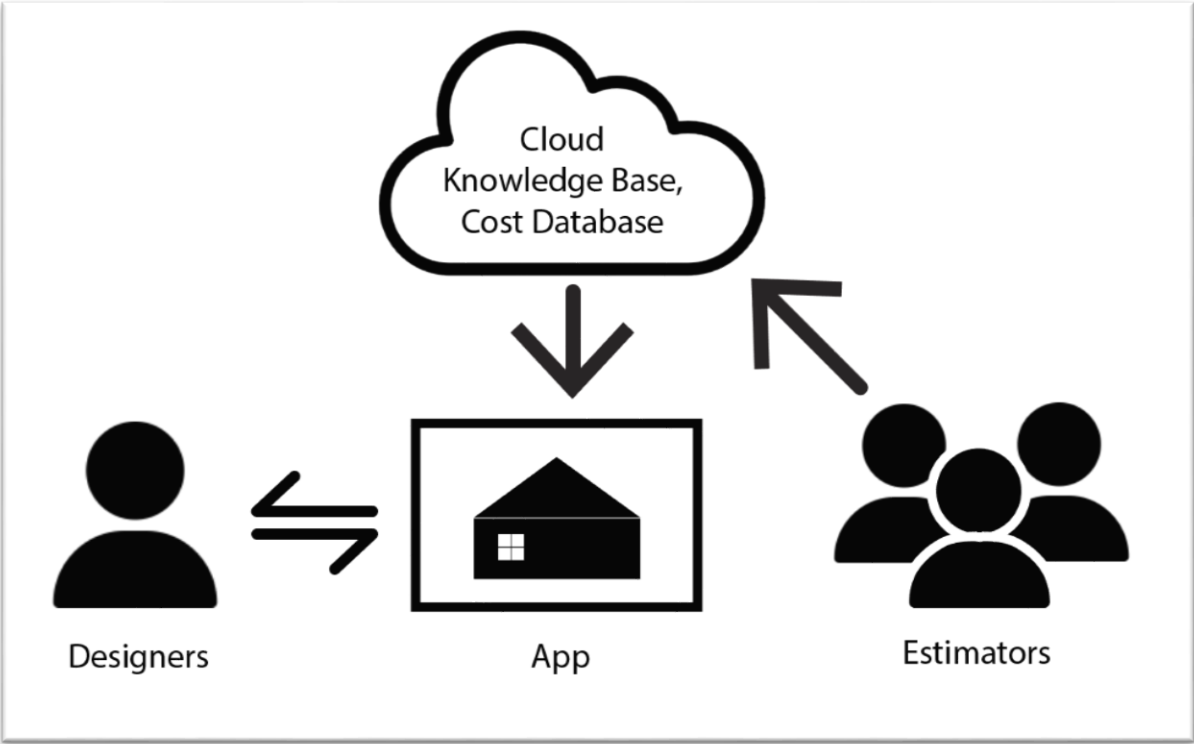 Cloud
Knowledge Base,
Cost Database
Designers
App
Estimators